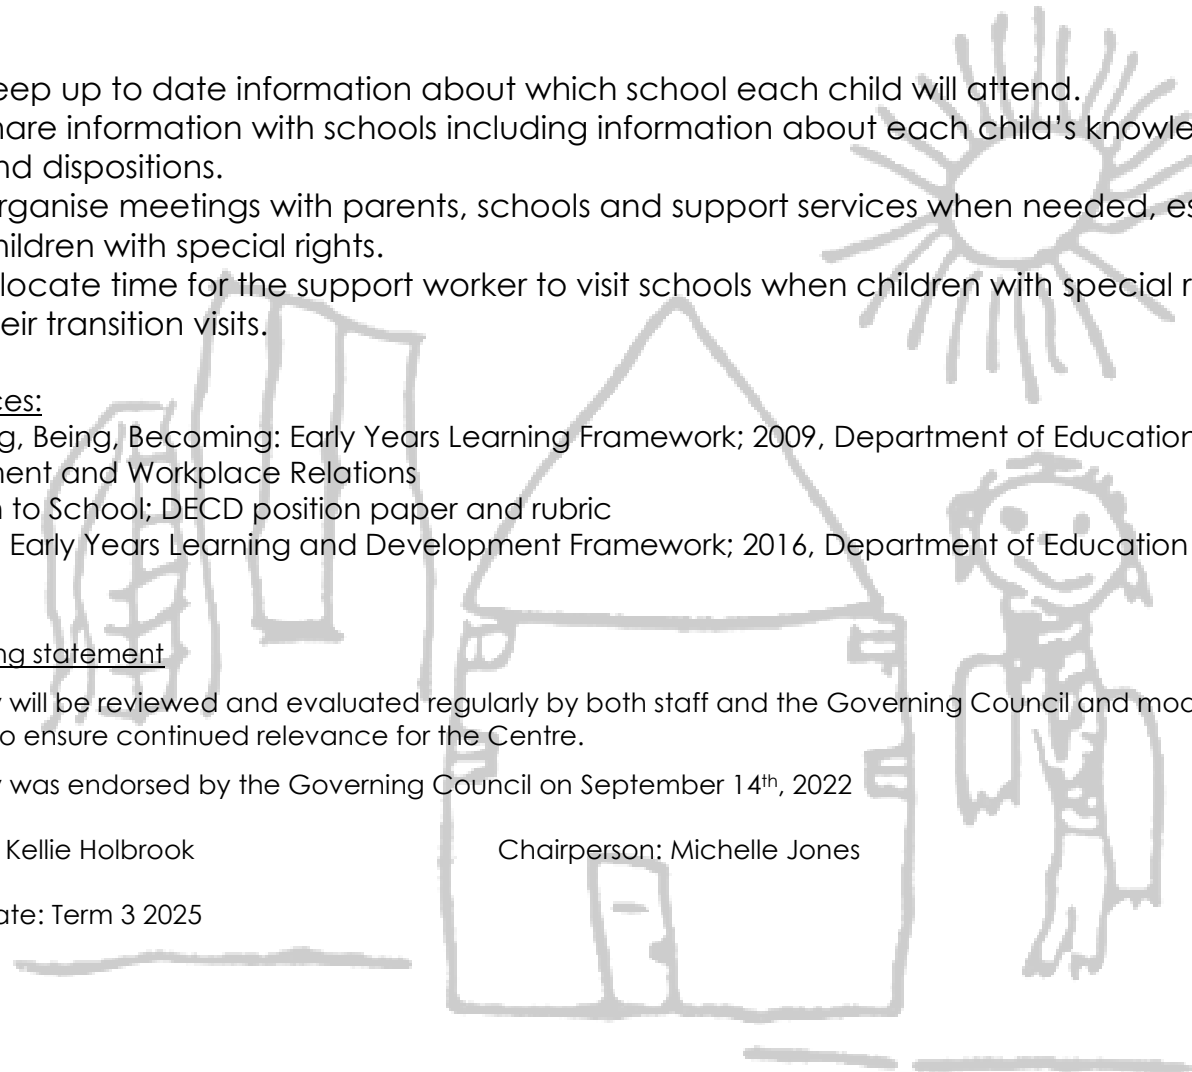 eep up to date information about which school each child will attend.
hare information with schools including information about each child's knowle
nd dispositions.
rganise meetings with parents, schools and support services when needed, es
hildren with special rights.
locate time for the support worker to visit schools when children with special r
eir transition visits.
ces:
g, Being, Becoming: Early Years Learning Framework; 2009, Department of Education
ment and Workplace Relations
n to School; DECD position paper and rubric
Early Years Learning and Development Framework; 2016, Department of Education
ng statement
y will be reviewed and evaluated regularly by both staff and the Governing Council and mod
o ensure continued relevance for the Centre.
y was endorsed by the Governing Council on September 14th, 2022
Kellie Holbrook Chairperson: Michelle Jones
ate: Term 3 2025